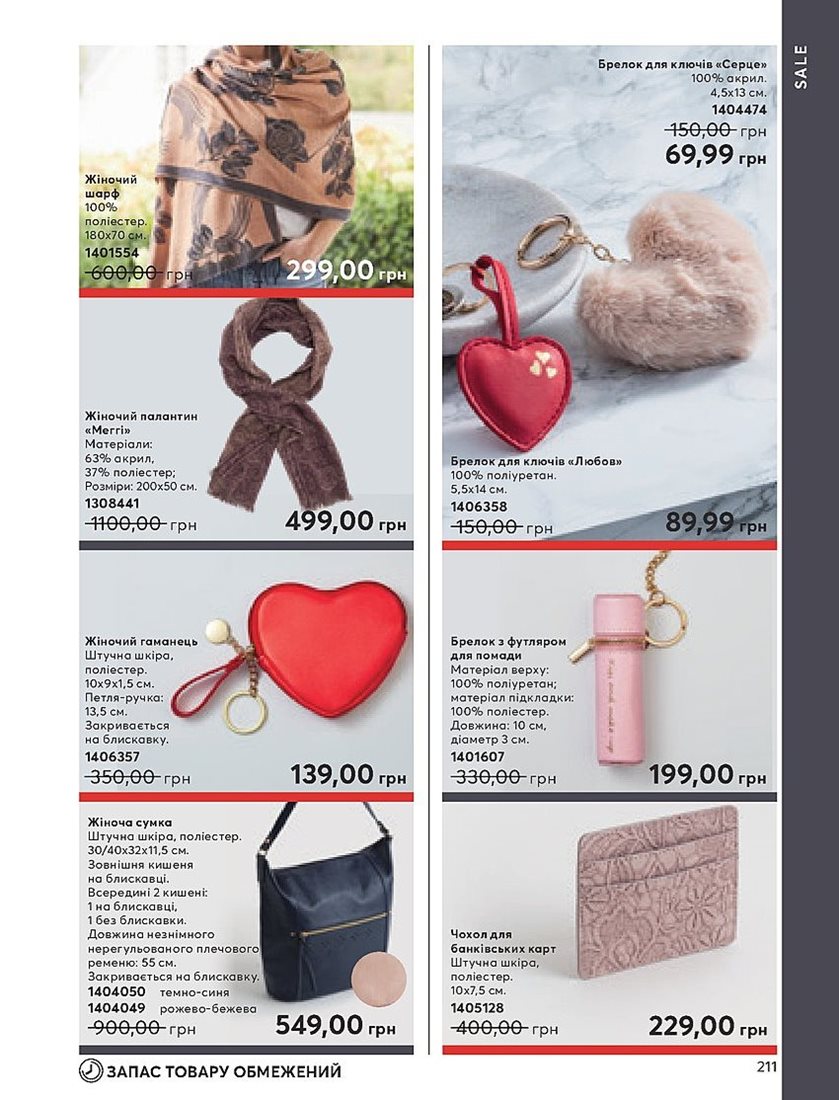 SALE
Жіночий
шарф
100%
поліестер.
180х70 см.
1401554
600,00 грн
299,00 грн
Жіночий палантин
«Меггі»
Матеріали:
63% акрил,
37% поліестер;
Розміри: 200х50 см.
1308441
1100,00 грн
499,00 грн
Жіночий гаманець
Штучна шкіра,
поліестер.
10х9х1,5 см.
Петля-ручка:
13,5 см.
Закривається
на блискавку.
1406357
350,00 грн
139,00 грн
Жіноча сумка
Штучна шкіра, поліестер.
30/40х32х11,5 см.
Зовнішня кишеня
на блискавці.
Всередині 2 кишені:
1 на блискавці,
1 без блискавки.
Довжина незнімного
нерегульованого плечового
ременю: 55 см.
Закривається на блискавку.
1404050 темно-синя
1404049 рожево-бежева
900,00 грн
549,00 грн
Брелок для ключів «Серце»
100% акрил.
4,5х13 см.
1404474
150,00 грн
69,99 грн
Брелок для ключів «Любов»
100% поліуретан.
5,5х14 см.
1406358
150,00 грн
89,99 грн
Брелок з футляром
для помади
Матеріал верху:
100% поліуретан;
матеріал підкладки:
100% поліестер.
Довжина: 10 см,
діаметр 3 см.
1401607
330,00 грн
199,00 грн
Чохол для
банківських карт
Штучна шкіра,
поліестер.
10х7,5 см.
1405128
400,00 грн
229,00 грн
ЗАПАС ТОВАРУ ОБМЕЖЕНИЙ
211